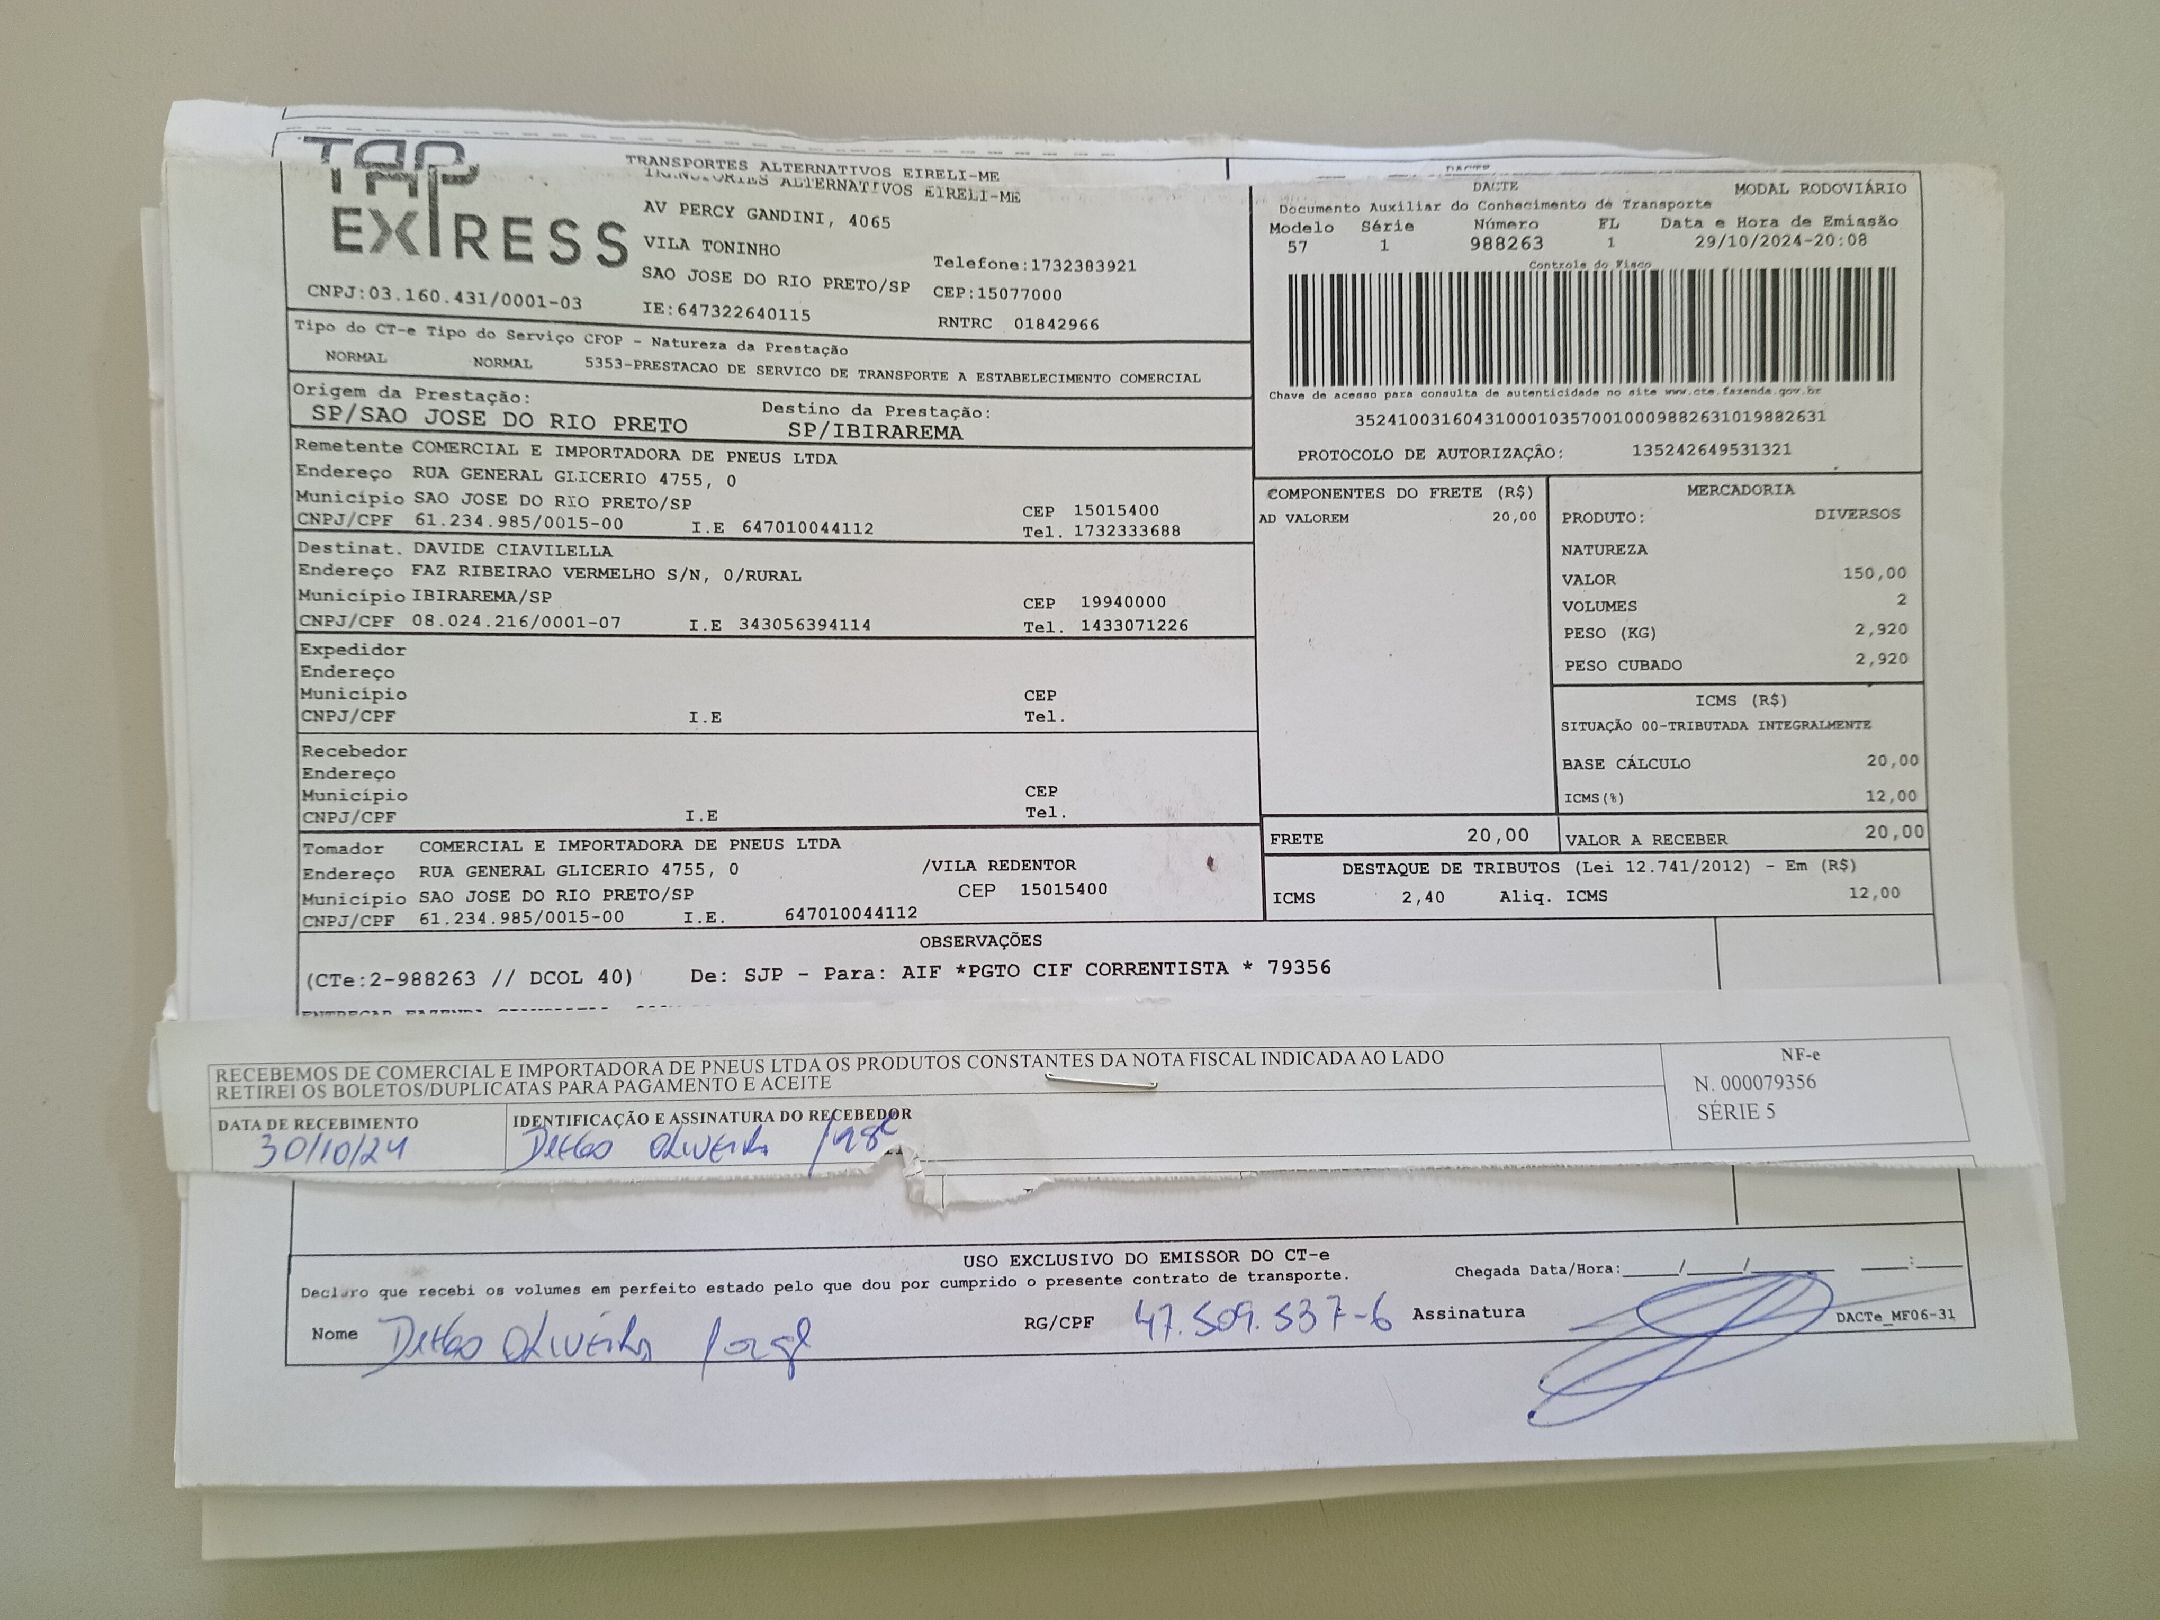 TAP EXPRESS
TRANSPORTES ALTERNATIVOS EIRELI-ME
ALTERNATIVOS EIRELI-ME
AV PERCY GANDINI, 4065
VILA TONINHO
Telefone:1732383921
SAO JOSE DO RIO PRETO/SP CEP:15077000
CNPJ:03.160.431/0001-03 IE:647322640115 RNTRC 01842966
DACTE MODAL RODOVIÁRIO
Documento Auxiliar do Conhecimento de Transporte
Modelo Série Número FL Data e Hora de Emissão
57 1 988263 1 29/10/2024-20:08
Controle do Fisco
Chave de acesso para consulta de autenticidade no site www.cte.fazenda.gov.br
35241003160431000103570010009882631019882631
PROTOCOLO DE AUTORIZAÇÃO: 135242649531321
Tipo do CT-e Tipo do Serviço CFOP - Natureza da Prestação
NORMAL NORMAL 5353-PRESTACAO DE SERVICO DE TRANSPORTE A ESTABELECIMENTO COMERCIAL
Origem da Prestação: Destino da Prestação:
SP/SAO JOSE DO RIO PRETO SP/IBIRAREMA
Remetente COMERCIAL E IMPORTADORA DE PNEUS LTDA
Endereço RUA GENERAL GLICERIO 4755, 0
Município SAO JOSE DO RIO PRETO/SP CEP 15015400
CNPJ/CPF 61.234.985/0015-00 I.E 647010044112 Tel. 1732333688
Destinat. DAVIDE CIAVILELLA
Endereço FAZ RIBEIRAO VERMELHO S/N, 0/RURAL
Município IBIRAREMA/SP CEP 19940000
CNPJ/CPF 08.024.216/0001-07 I.E 343056394114 Tel. 1433071226
Expedidor
Endereço
Município CEP
CNPJ/CPF I.E Tel.
Recebedor
Endereço
Município CEP
CNPJ/CPF I.E Tel.
Tomador COMERCIAL E IMPORTADORA DE PNEUS LTDA
Endereço RUA GENERAL GLICERIO 4755, 0 /VILA REDENTOR
Município SAO JOSE DO RIO PRETO/SP CEP 15015400
CNPJ/CPF 61.234.985/0015-00 I.E. 647010044112
COMPONENTES DO FRETE (R$)
AD VALOREM 20,00
MERCADORIA
PRODUTO: DIVERSOS
NATUREZA
VALOR 150,00
VOLUMES 2
PESO (KG) 2,920
PESO CUBADO 2,920
ICMS (R$)
SITUAÇÃO 00-TRIBUTADA INTEGRALMENTE
BASE CÁLCULO 20,00
ICMS(%) 12,00
FRETE 20,00 VALOR A RECEBER 20,00
DESTAQUE DE TRIBUTOS (Lei 12.741/2012) - Em (R$)
ICMS 2,40 Aliq. ICMS 12,00
OBSERVAÇÕES
(CTe:2-988263 // DCOL 40) De: SJP - Para: AIF *PGTO CIF CORRENTISTA * 79356
RECEBEMOS DE COMERCIAL E IMPORTADORA DE PNEUS LTDA OS PRODUTOS CONSTANTES DA NOTA FISCAL INDICADA AO LADO
RETIREI OS BOLETOS/DUPLICATAS PARA PAGAMENTO E ACEITE
NF-e
N. 000079356
SÉRIE 5
DATA DE RECEBIMENTO IDENTIFICAÇÃO E ASSINATURA DO RECEBEDOR
30/10/24 OLIVEIRA
USO EXCLUSIVO DO EMISSOR DO CT-e
Declaro que recebi os volumes em perfeito estado pelo que dou por cumprido o presente contrato de transporte. Chegada Data/Hora:____/____/____ ____:____
Nome OLIVEIRA RG/CPF 47.509.537-6 Assinatura DACTe_MF06-31